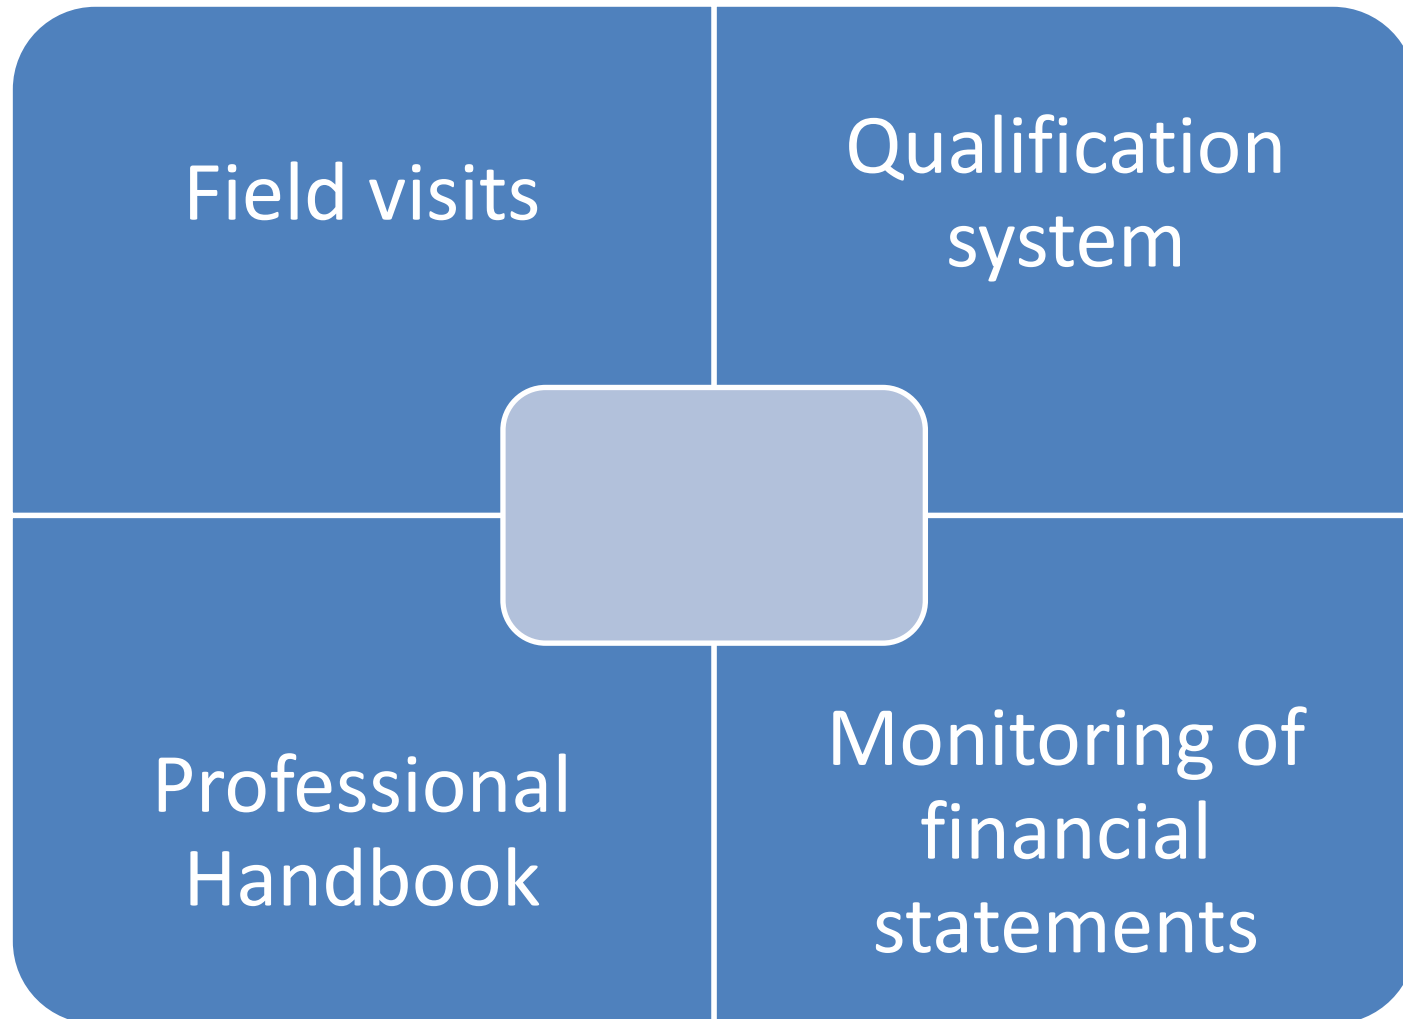 Field visits
Qualification
system
Professional
Handbook
Monitoring of
financial
statements